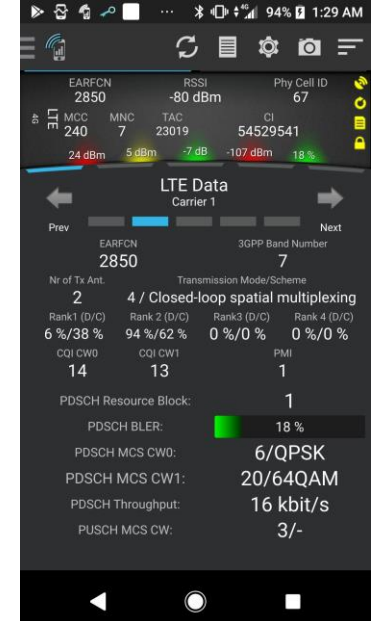 94% 1:29 AM
EARFCN RSSI Phy Cell ID
2850 -80 dBm 67
4G LTE MCC MNC TAC CI
240 7 23019 54529541
24 dBm 5 dBm -7 dB -107 dBm 18 %
LTE Data
Carrier 1
Prev Next
EARFCN 3GPP Band Number
2850 7
Nr of Tx Ant. Transmission Mode/Scheme
2 4 / Closed-loop spatial multiplexing
Rank1 (D/C) Rank 2 (D/C) Rank3 (D/C) Rank 4 (D/C)
6 %/38 % 94 %/62 % 0 %/0 % 0 %/0 %
CQI CW0 CQI CW1 PMI
14 13 1
PDSCH Resource Block: 1
PDSCH BLER: 18 %
PDSCH MCS CW0: 6/QPSK
PDSCH MCS CW1: 20/64QAM
PDSCH Throughput: 16 kbit/s
PUSCH MCS CW: 3/-